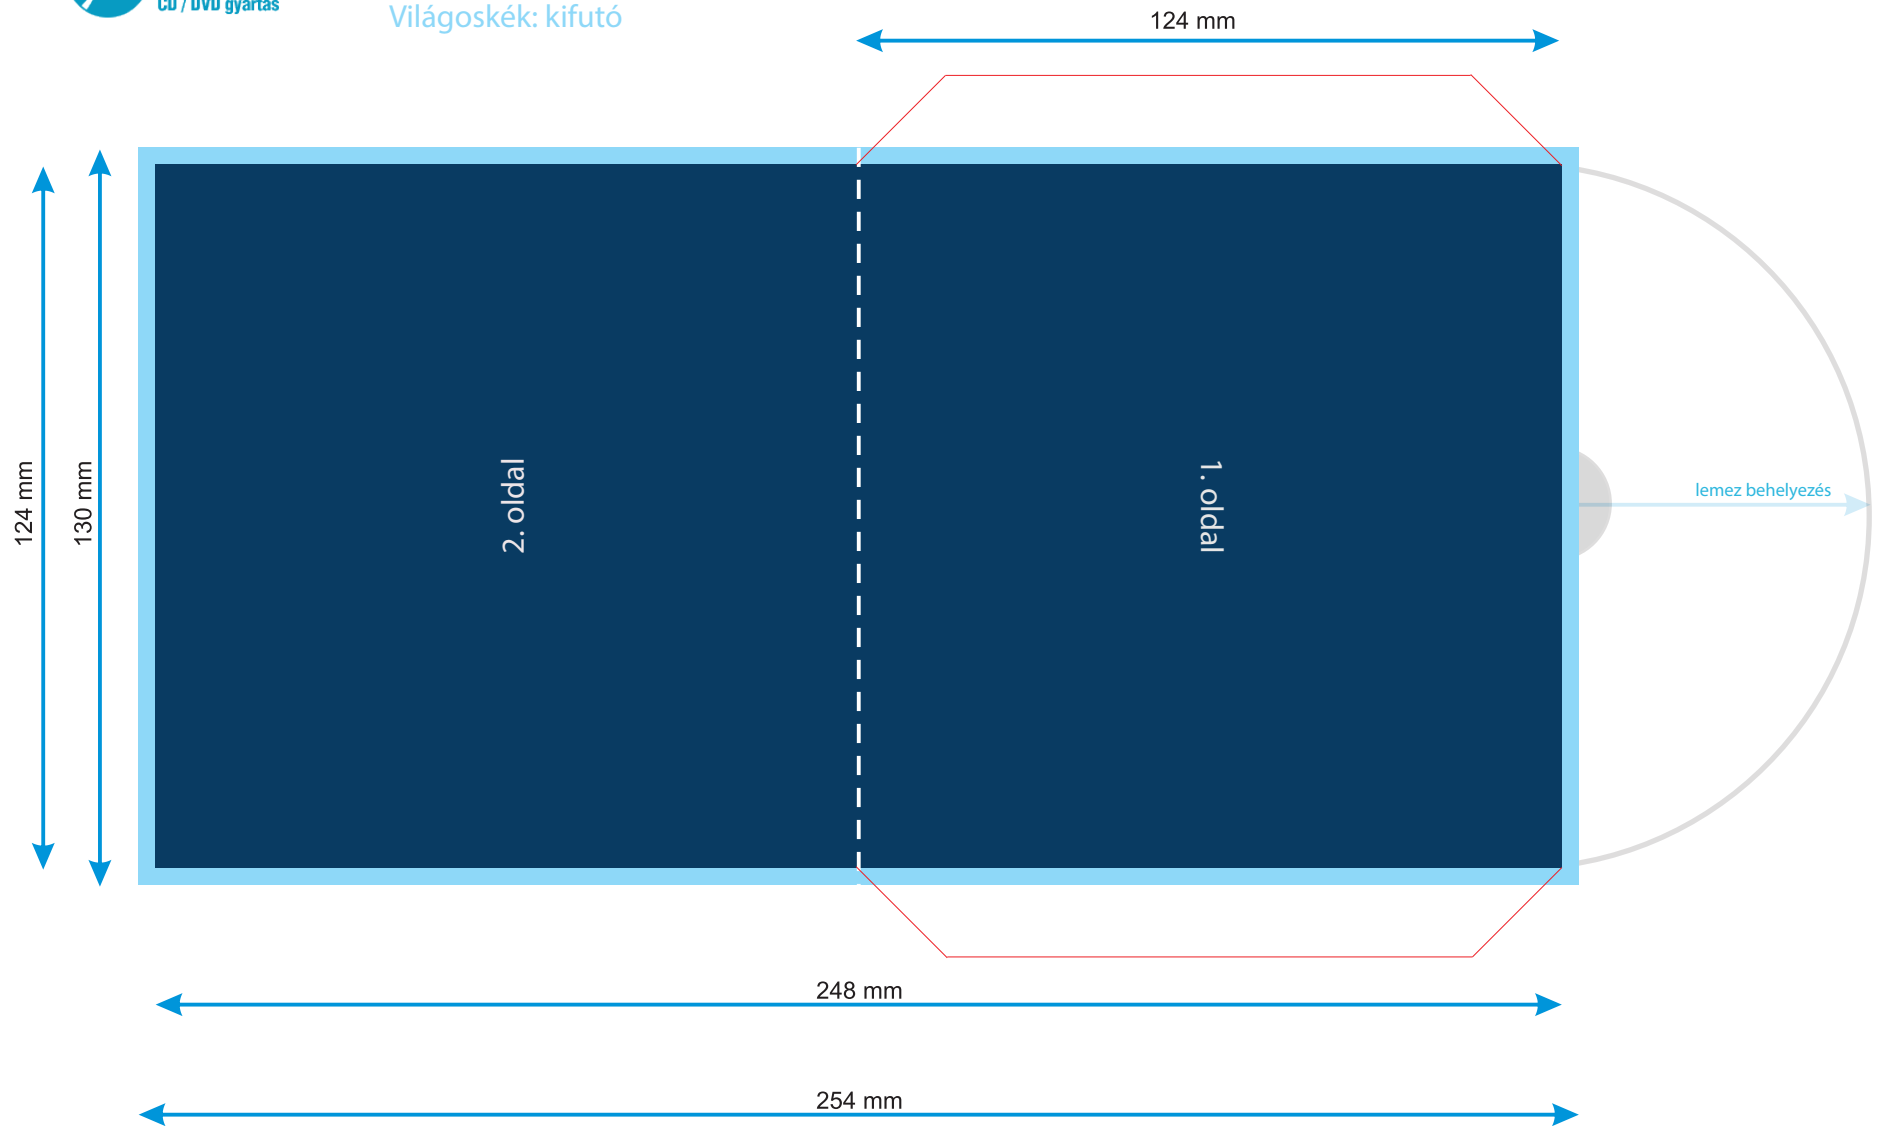 CD / DVD gyártás
Világoskék: kifutó
124 mm
124 mm
130 mm
2. oldal
1. oldal
lemez behelyezés
248 mm
254 mm